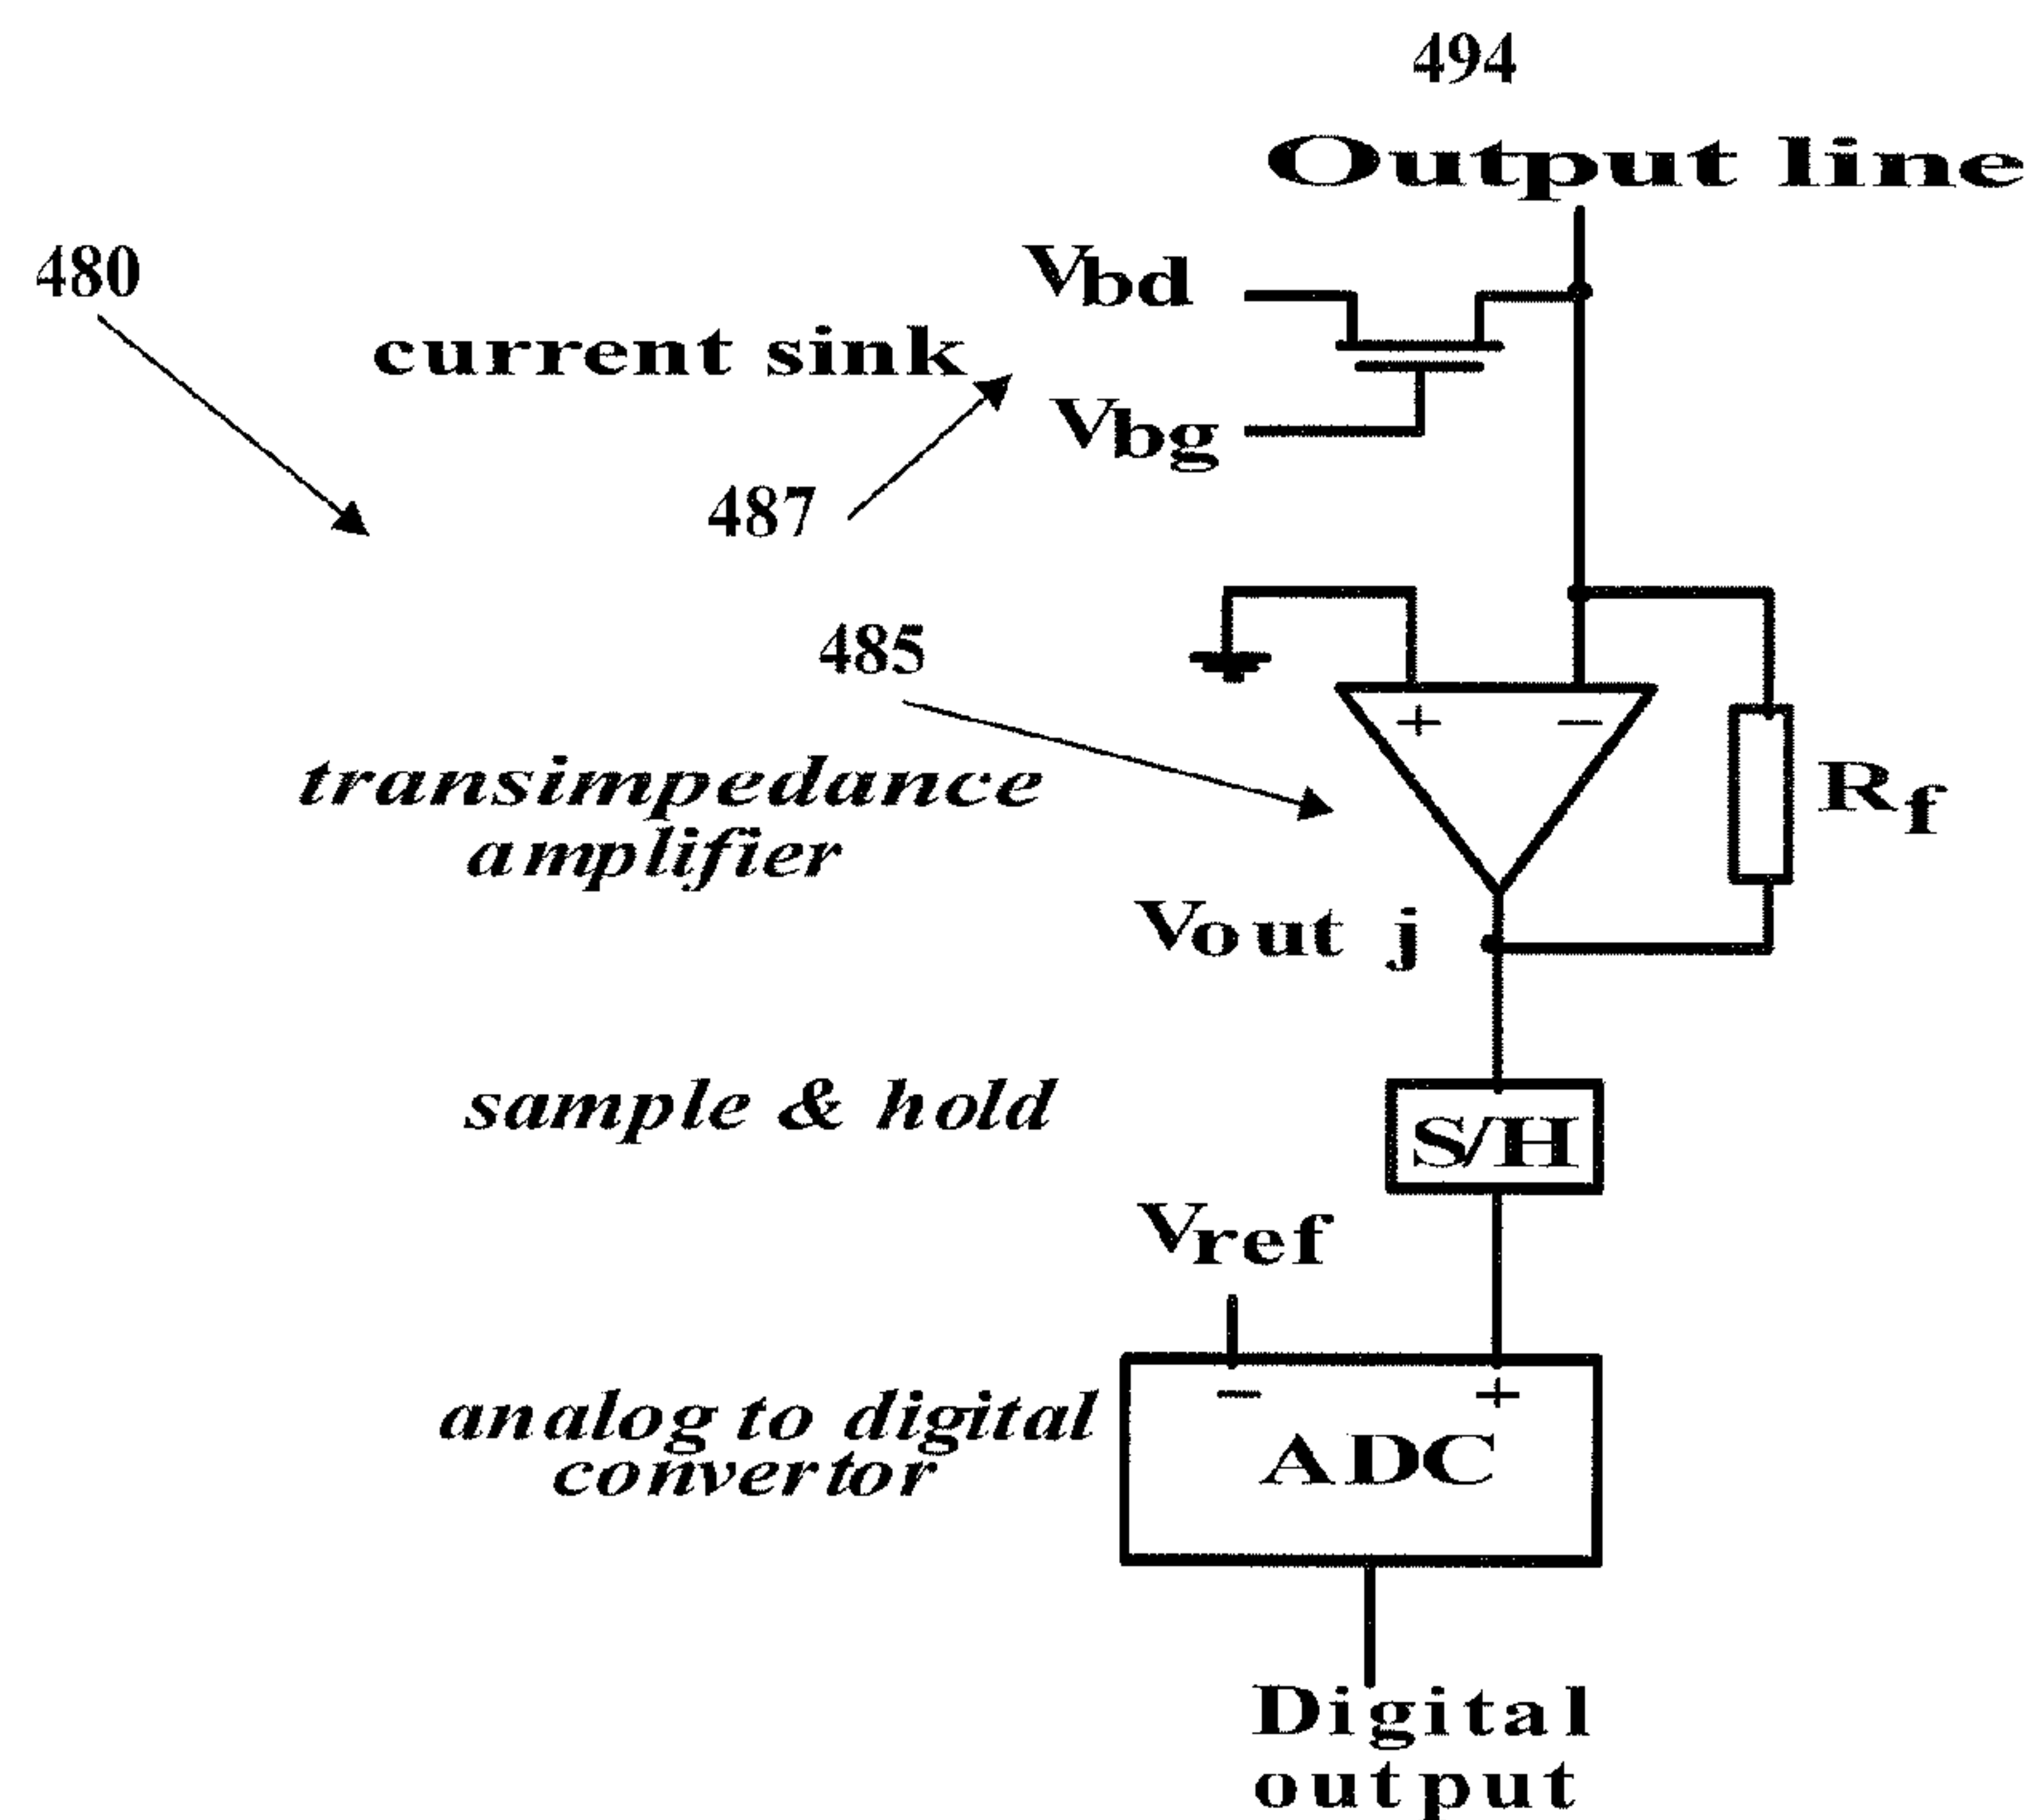 494
Output line
480
Vbd
current sink
Vbg
487
485
+ −
transimpedance
amplifier
Rf
Vout j
sample & hold
S/H
Vref
− +
analog to digital
convertor
ADC
Digital
output